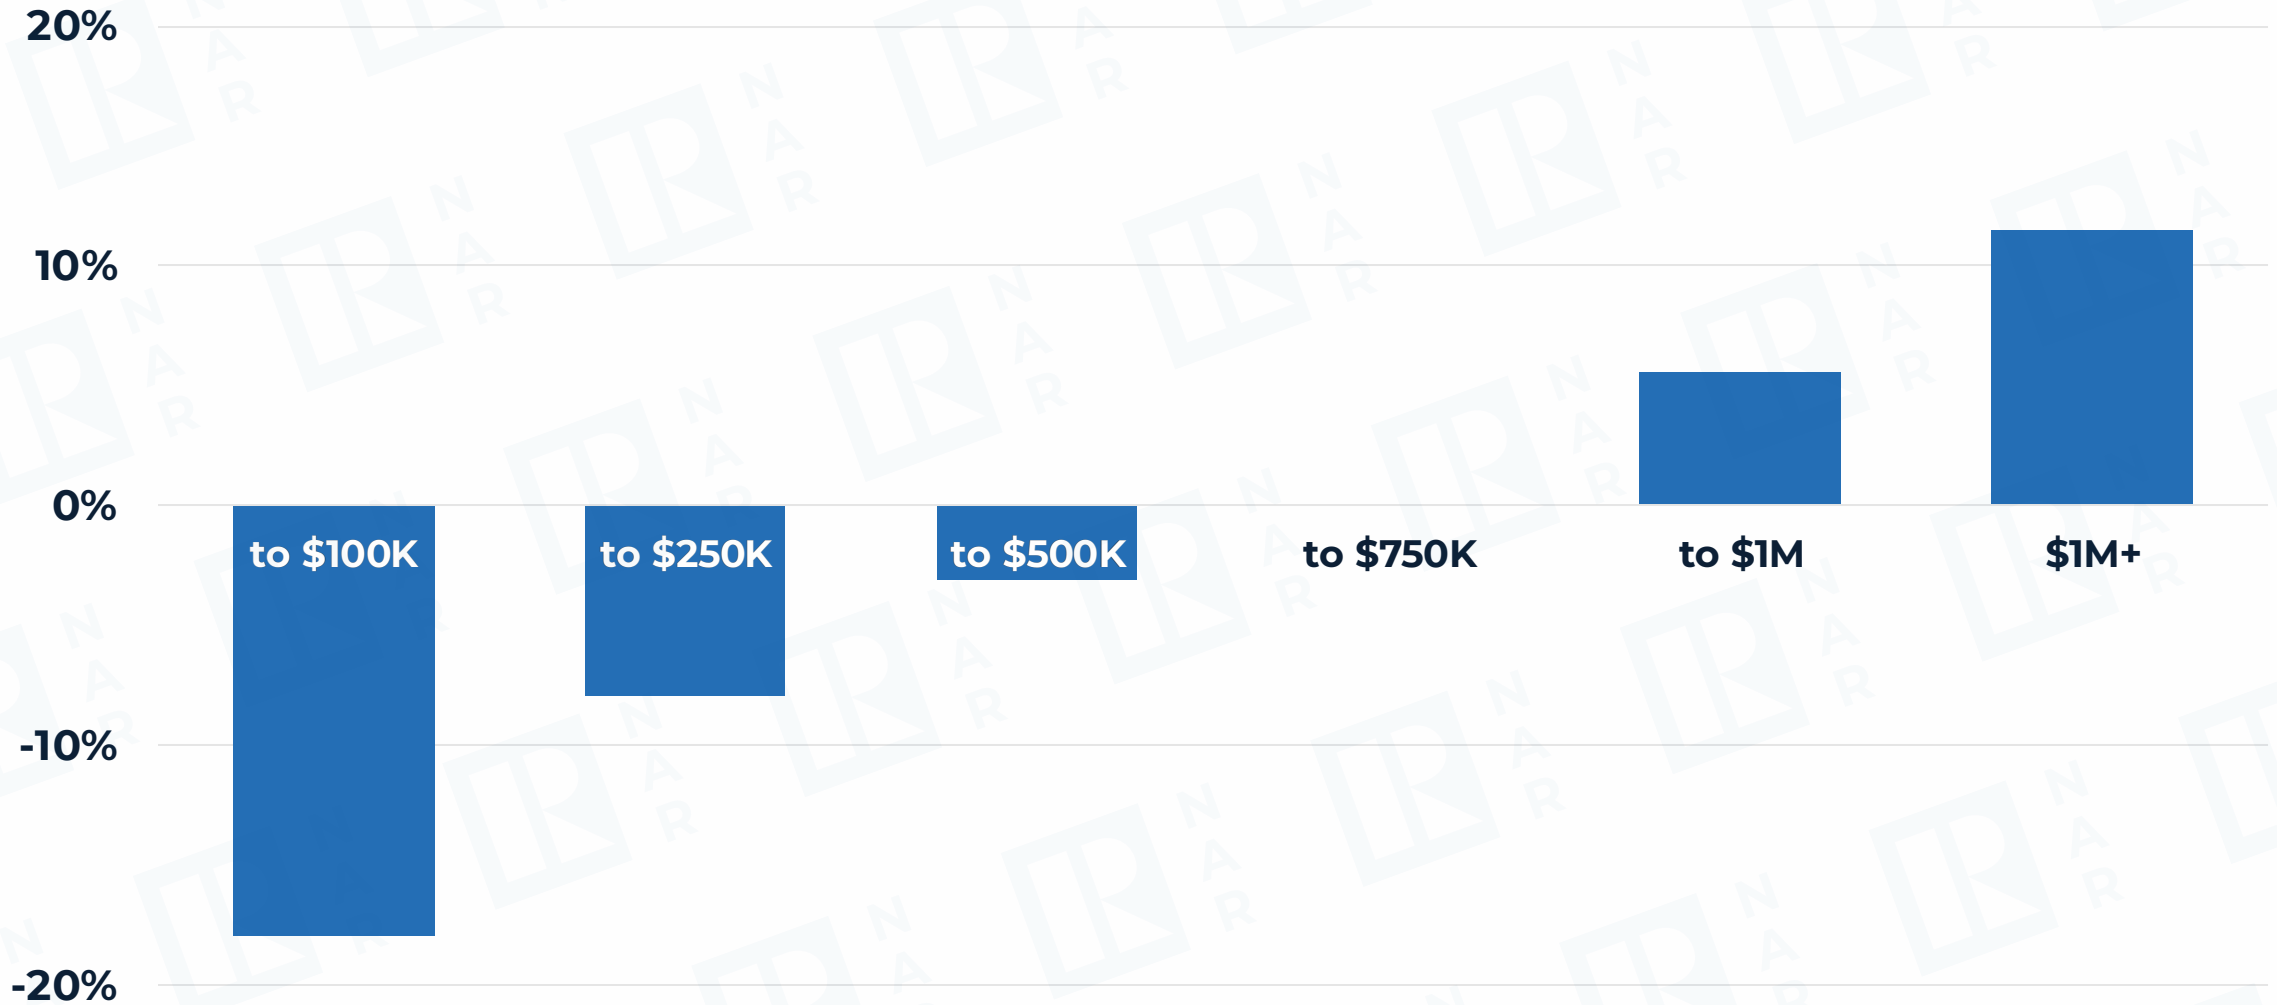 20%
10%
0%
to $100K
to $250K
to $500K
to $750K
to $1M
$1M+
-10%
-20%
N
A
R